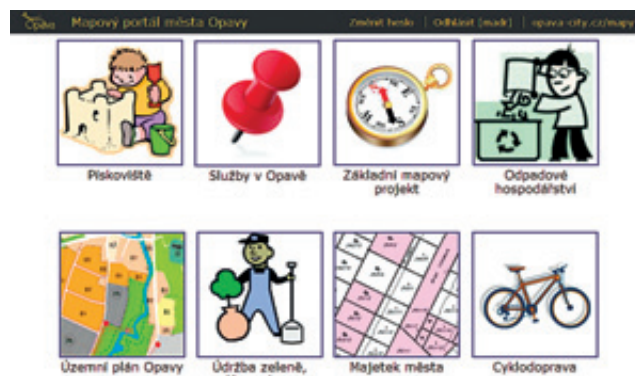 Opava Mapový portál města Opavy Změnit heslo | Odhlásit [madr] | opava-city.cz/mapy
Pískoviště Služby v Opavě Základní mapový projekt Odpadové hospodářství
Územní plán Opavy Údržba zeleně, Majetek města Cyklodoprava